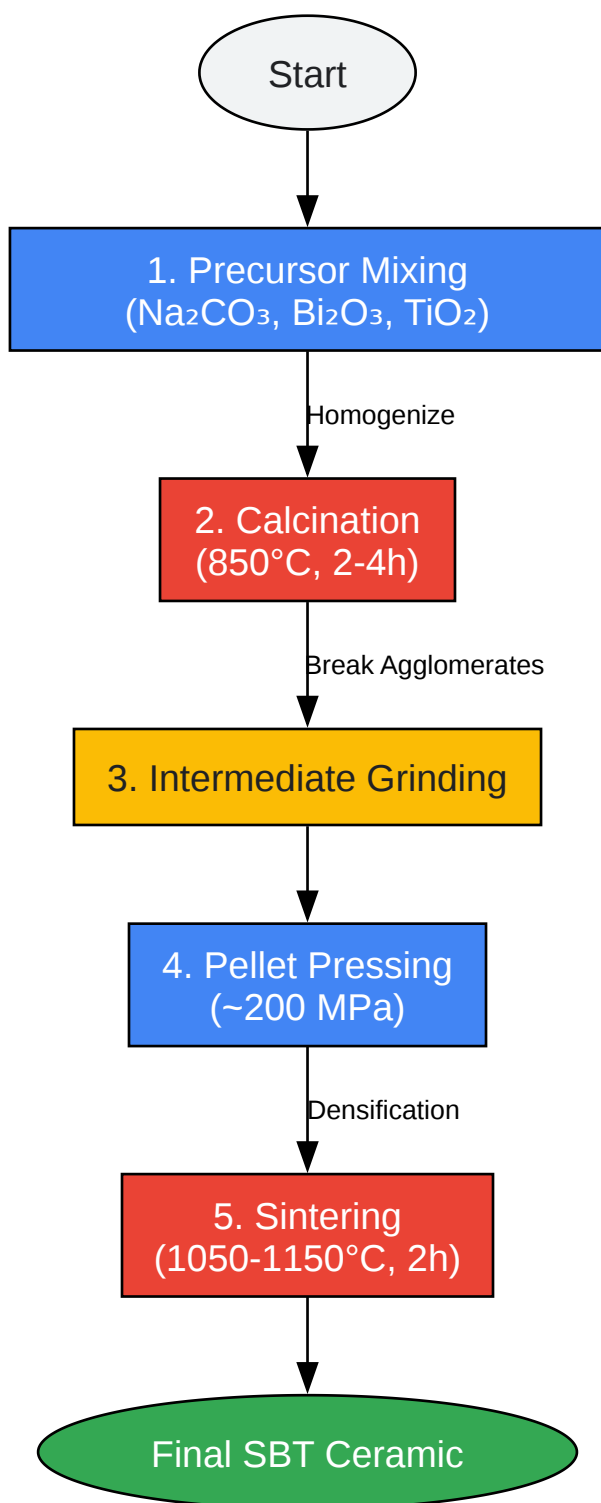 Start
1. Precursor Mixing
(Na₂CO₃, Bi₂O₃, TiO₂)
Homogenize
2. Calcination
(850°C, 2-4h)
Break Agglomerates
3. Intermediate Grinding
4. Pellet Pressing
(~200 MPa)
Densification
5. Sintering
(1050-1150°C, 2h)
Final SBT Ceramic